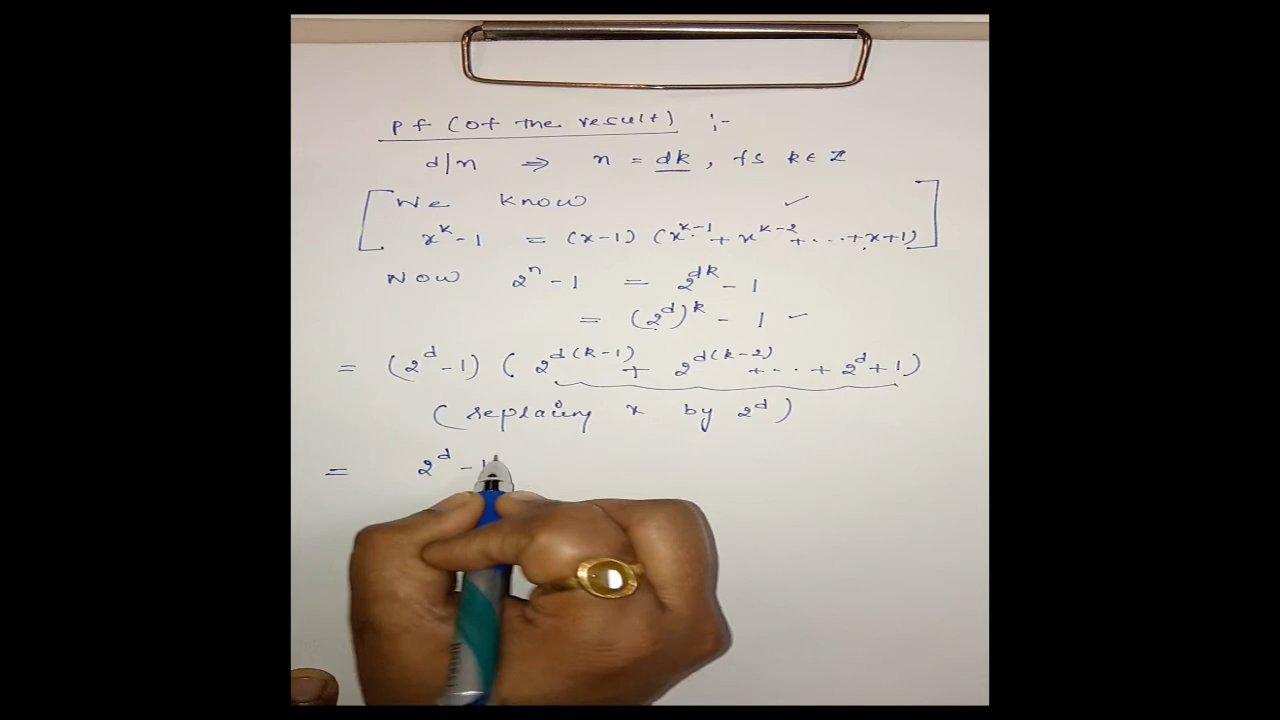 Pf (Of the result) :-
d/n ⇒ n = dk, fs k ∈ Z
[We know ✓
x^k - 1 = (x-1) (x^{k-1} + x^{k-2} + ... + x+1)]
Now 2^n - 1 = 2^{dk} - 1
= (2^d)^k - 1 ✓
= (2^d - 1) ( 2^{d(k-1)} + 2^{d(k-2)} + ... + 2^d + 1)
(replacing x by 2^d)
= 2^d - 1